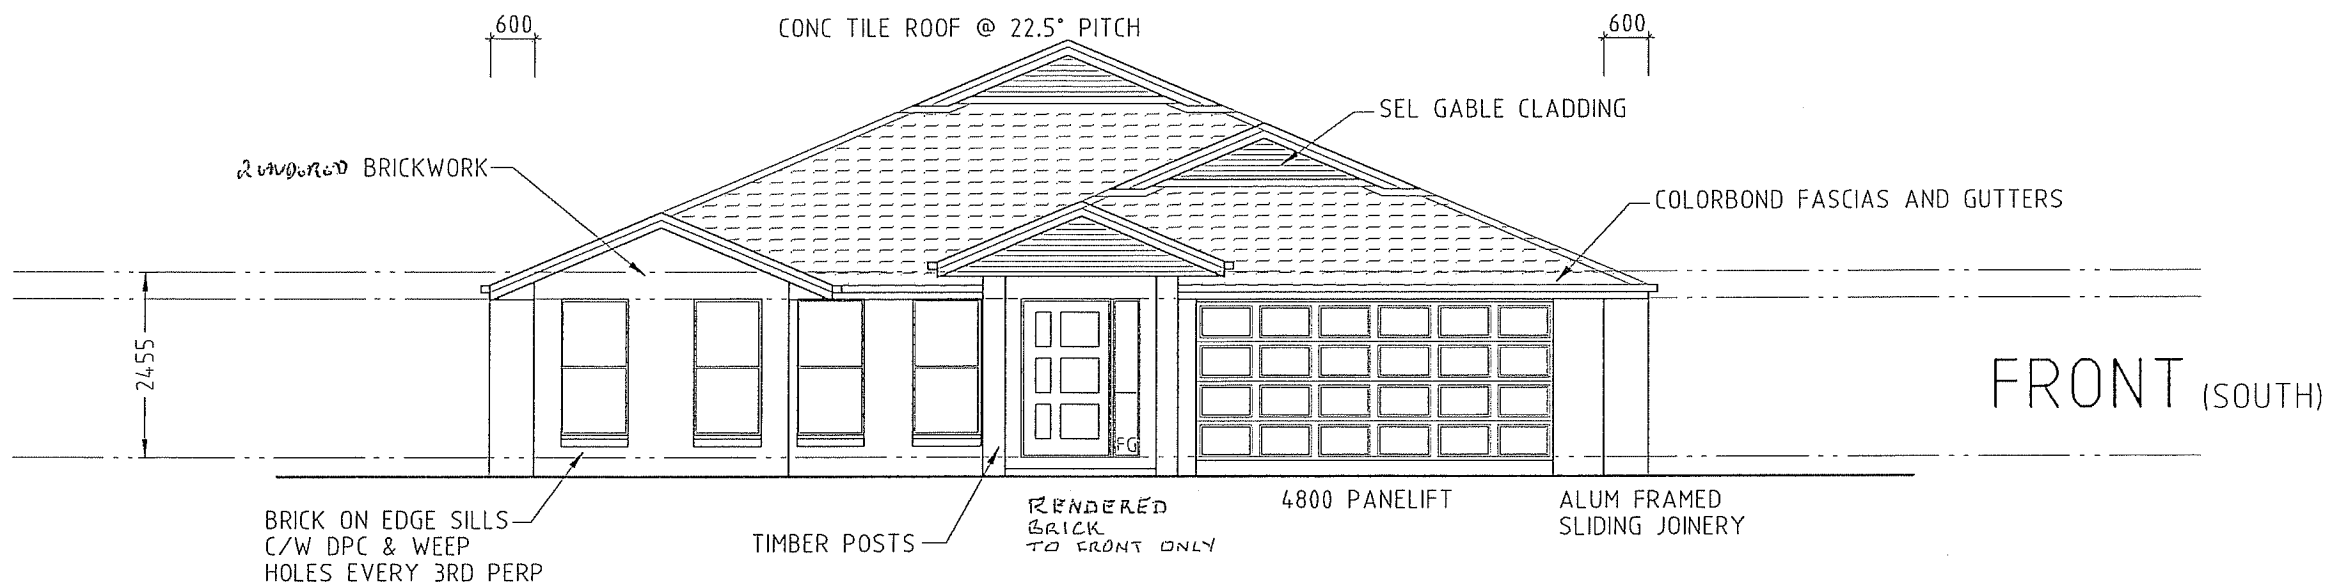 600
CONC TILE ROOF @ 22.5° PITCH
600
SEL GABLE CLADDING
RENDERED BRICKWORK
COLORBOND FASCIAS AND GUTTERS
2455
FRONT (SOUTH)
FG
BRICK ON EDGE SILLS
C/W DPC & WEEP
HOLES EVERY 3RD PERP
TIMBER POSTS
RENDERED
BRICK
TO FRONT ONLY
4800 PANELIFT
ALUM FRAMED
SLIDING JOINERY